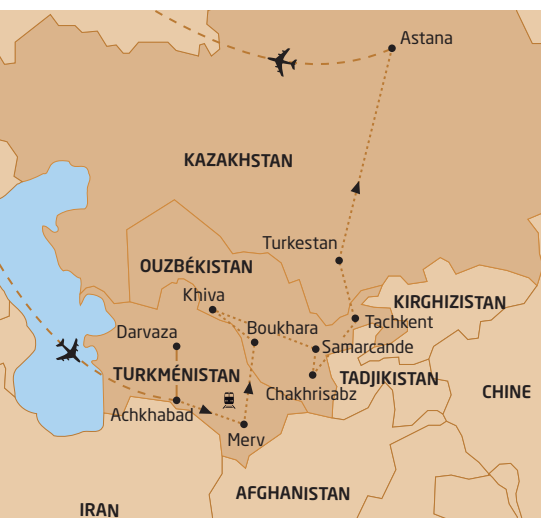 Astana
KAZAKHSTAN
Turkestan
OUZBÉKISTAN
Khiva
KIRGHIZISTAN
Tachkent
Boukhara
Darvaza
Samarcande
TURKMÉNISTAN
TADJIKISTAN
Chakhrisabz
CHINE
Achkhabad
Merv
AFGHANISTAN
IRAN